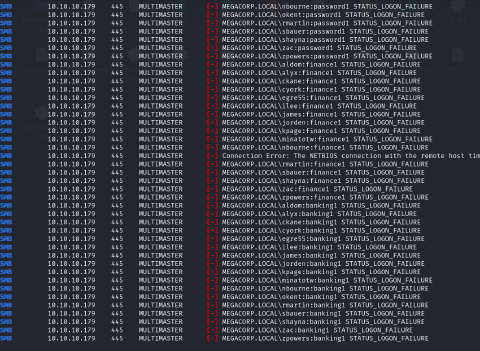 SMB 10.10.10.179 445 MULTIMASTER [-] MEGACORP.LOCAL\nbourne:password1 STATUS_LOGON_FAILURE
SMB 10.10.10.179 445 MULTIMASTER [-] MEGACORP.LOCAL\okent:password1 STATUS_LOGON_FAILURE
SMB 10.10.10.179 445 MULTIMASTER [-] MEGACORP.LOCAL\rmartin:password1 STATUS_LOGON_FAILURE
SMB 10.10.10.179 445 MULTIMASTER [-] MEGACORP.LOCAL\sbauer:password1 STATUS_LOGON_FAILURE
SMB 10.10.10.179 445 MULTIMASTER [-] MEGACORP.LOCAL\shayna:password1 STATUS_LOGON_FAILURE
SMB 10.10.10.179 445 MULTIMASTER [-] MEGACORP.LOCAL\zac:password1 STATUS_LOGON_FAILURE
SMB 10.10.10.179 445 MULTIMASTER [-] MEGACORP.LOCAL\zpowers:password1 STATUS_LOGON_FAILURE
SMB 10.10.10.179 445 MULTIMASTER [-] MEGACORP.LOCAL\aldom:finance1 STATUS_LOGON_FAILURE
SMB 10.10.10.179 445 MULTIMASTER [-] MEGACORP.LOCAL\alyx:finance1 STATUS_LOGON_FAILURE
SMB 10.10.10.179 445 MULTIMASTER [-] MEGACORP.LOCAL\ckane:finance1 STATUS_LOGON_FAILURE
SMB 10.10.10.179 445 MULTIMASTER [-] MEGACORP.LOCAL\cyork:finance1 STATUS_LOGON_FAILURE
SMB 10.10.10.179 445 MULTIMASTER [-] MEGACORP.LOCAL\egre55:finance1 STATUS_LOGON_FAILURE
SMB 10.10.10.179 445 MULTIMASTER [-] MEGACORP.LOCAL\ilee:finance1 STATUS_LOGON_FAILURE
SMB 10.10.10.179 445 MULTIMASTER [-] MEGACORP.LOCAL\james:finance1 STATUS_LOGON_FAILURE
SMB 10.10.10.179 445 MULTIMASTER [-] MEGACORP.LOCAL\jorden:finance1 STATUS_LOGON_FAILURE
SMB 10.10.10.179 445 MULTIMASTER [-] MEGACORP.LOCAL\kpage:finance1 STATUS_LOGON_FAILURE
SMB 10.10.10.179 445 MULTIMASTER [-] MEGACORP.LOCAL\minatotw:finance1 STATUS_LOGON_FAILURE
SMB 10.10.10.179 445 MULTIMASTER [-] MEGACORP.LOCAL\nbourne:finance1 STATUS_LOGON_FAILURE
SMB 10.10.10.179 445 MULTIMASTER [-] Connection Error: The NETBIOS connection with the remote host tim
SMB 10.10.10.179 445 MULTIMASTER [-] MEGACORP.LOCAL\rmartin:finance1 STATUS_LOGON_FAILURE
SMB 10.10.10.179 445 MULTIMASTER [-] MEGACORP.LOCAL\sbauer:finance1 STATUS_LOGON_FAILURE
SMB 10.10.10.179 445 MULTIMASTER [-] MEGACORP.LOCAL\shayna:finance1 STATUS_LOGON_FAILURE
SMB 10.10.10.179 445 MULTIMASTER [-] MEGACORP.LOCAL\zac:finance1 STATUS_LOGON_FAILURE
SMB 10.10.10.179 445 MULTIMASTER [-] MEGACORP.LOCAL\zpowers:finance1 STATUS_LOGON_FAILURE
SMB 10.10.10.179 445 MULTIMASTER [-] MEGACORP.LOCAL\aldom:banking1 STATUS_LOGON_FAILURE
SMB 10.10.10.179 445 MULTIMASTER [-] MEGACORP.LOCAL\alyx:banking1 STATUS_LOGON_FAILURE
SMB 10.10.10.179 445 MULTIMASTER [-] MEGACORP.LOCAL\ckane:banking1 STATUS_LOGON_FAILURE
SMB 10.10.10.179 445 MULTIMASTER [-] MEGACORP.LOCAL\cyork:banking1 STATUS_LOGON_FAILURE
SMB 10.10.10.179 445 MULTIMASTER [-] MEGACORP.LOCAL\egre55:banking1 STATUS_LOGON_FAILURE
SMB 10.10.10.179 445 MULTIMASTER [-] MEGACORP.LOCAL\ilee:banking1 STATUS_LOGON_FAILURE
SMB 10.10.10.179 445 MULTIMASTER [-] MEGACORP.LOCAL\james:banking1 STATUS_LOGON_FAILURE
SMB 10.10.10.179 445 MULTIMASTER [-] MEGACORP.LOCAL\jorden:banking1 STATUS_LOGON_FAILURE
SMB 10.10.10.179 445 MULTIMASTER [-] MEGACORP.LOCAL\kpage:banking1 STATUS_LOGON_FAILURE
SMB 10.10.10.179 445 MULTIMASTER [-] MEGACORP.LOCAL\minatotw:banking1 STATUS_LOGON_FAILURE
SMB 10.10.10.179 445 MULTIMASTER [-] MEGACORP.LOCAL\nbourne:banking1 STATUS_LOGON_FAILURE
SMB 10.10.10.179 445 MULTIMASTER [-] MEGACORP.LOCAL\okent:banking1 STATUS_LOGON_FAILURE
SMB 10.10.10.179 445 MULTIMASTER [-] MEGACORP.LOCAL\rmartin:banking1 STATUS_LOGON_FAILURE
SMB 10.10.10.179 445 MULTIMASTER [-] MEGACORP.LOCAL\sbauer:banking1 STATUS_LOGON_FAILURE
SMB 10.10.10.179 445 MULTIMASTER [-] MEGACORP.LOCAL\shayna:banking1 STATUS_LOGON_FAILURE
SMB 10.10.10.179 445 MULTIMASTER [-] MEGACORP.LOCAL\zac:banking1 STATUS_LOGON_FAILURE
SMB 10.10.10.179 445 MULTIMASTER [-] MEGACORP.LOCAL\zpowers:banking1 STATUS_LOGON_FAILURE